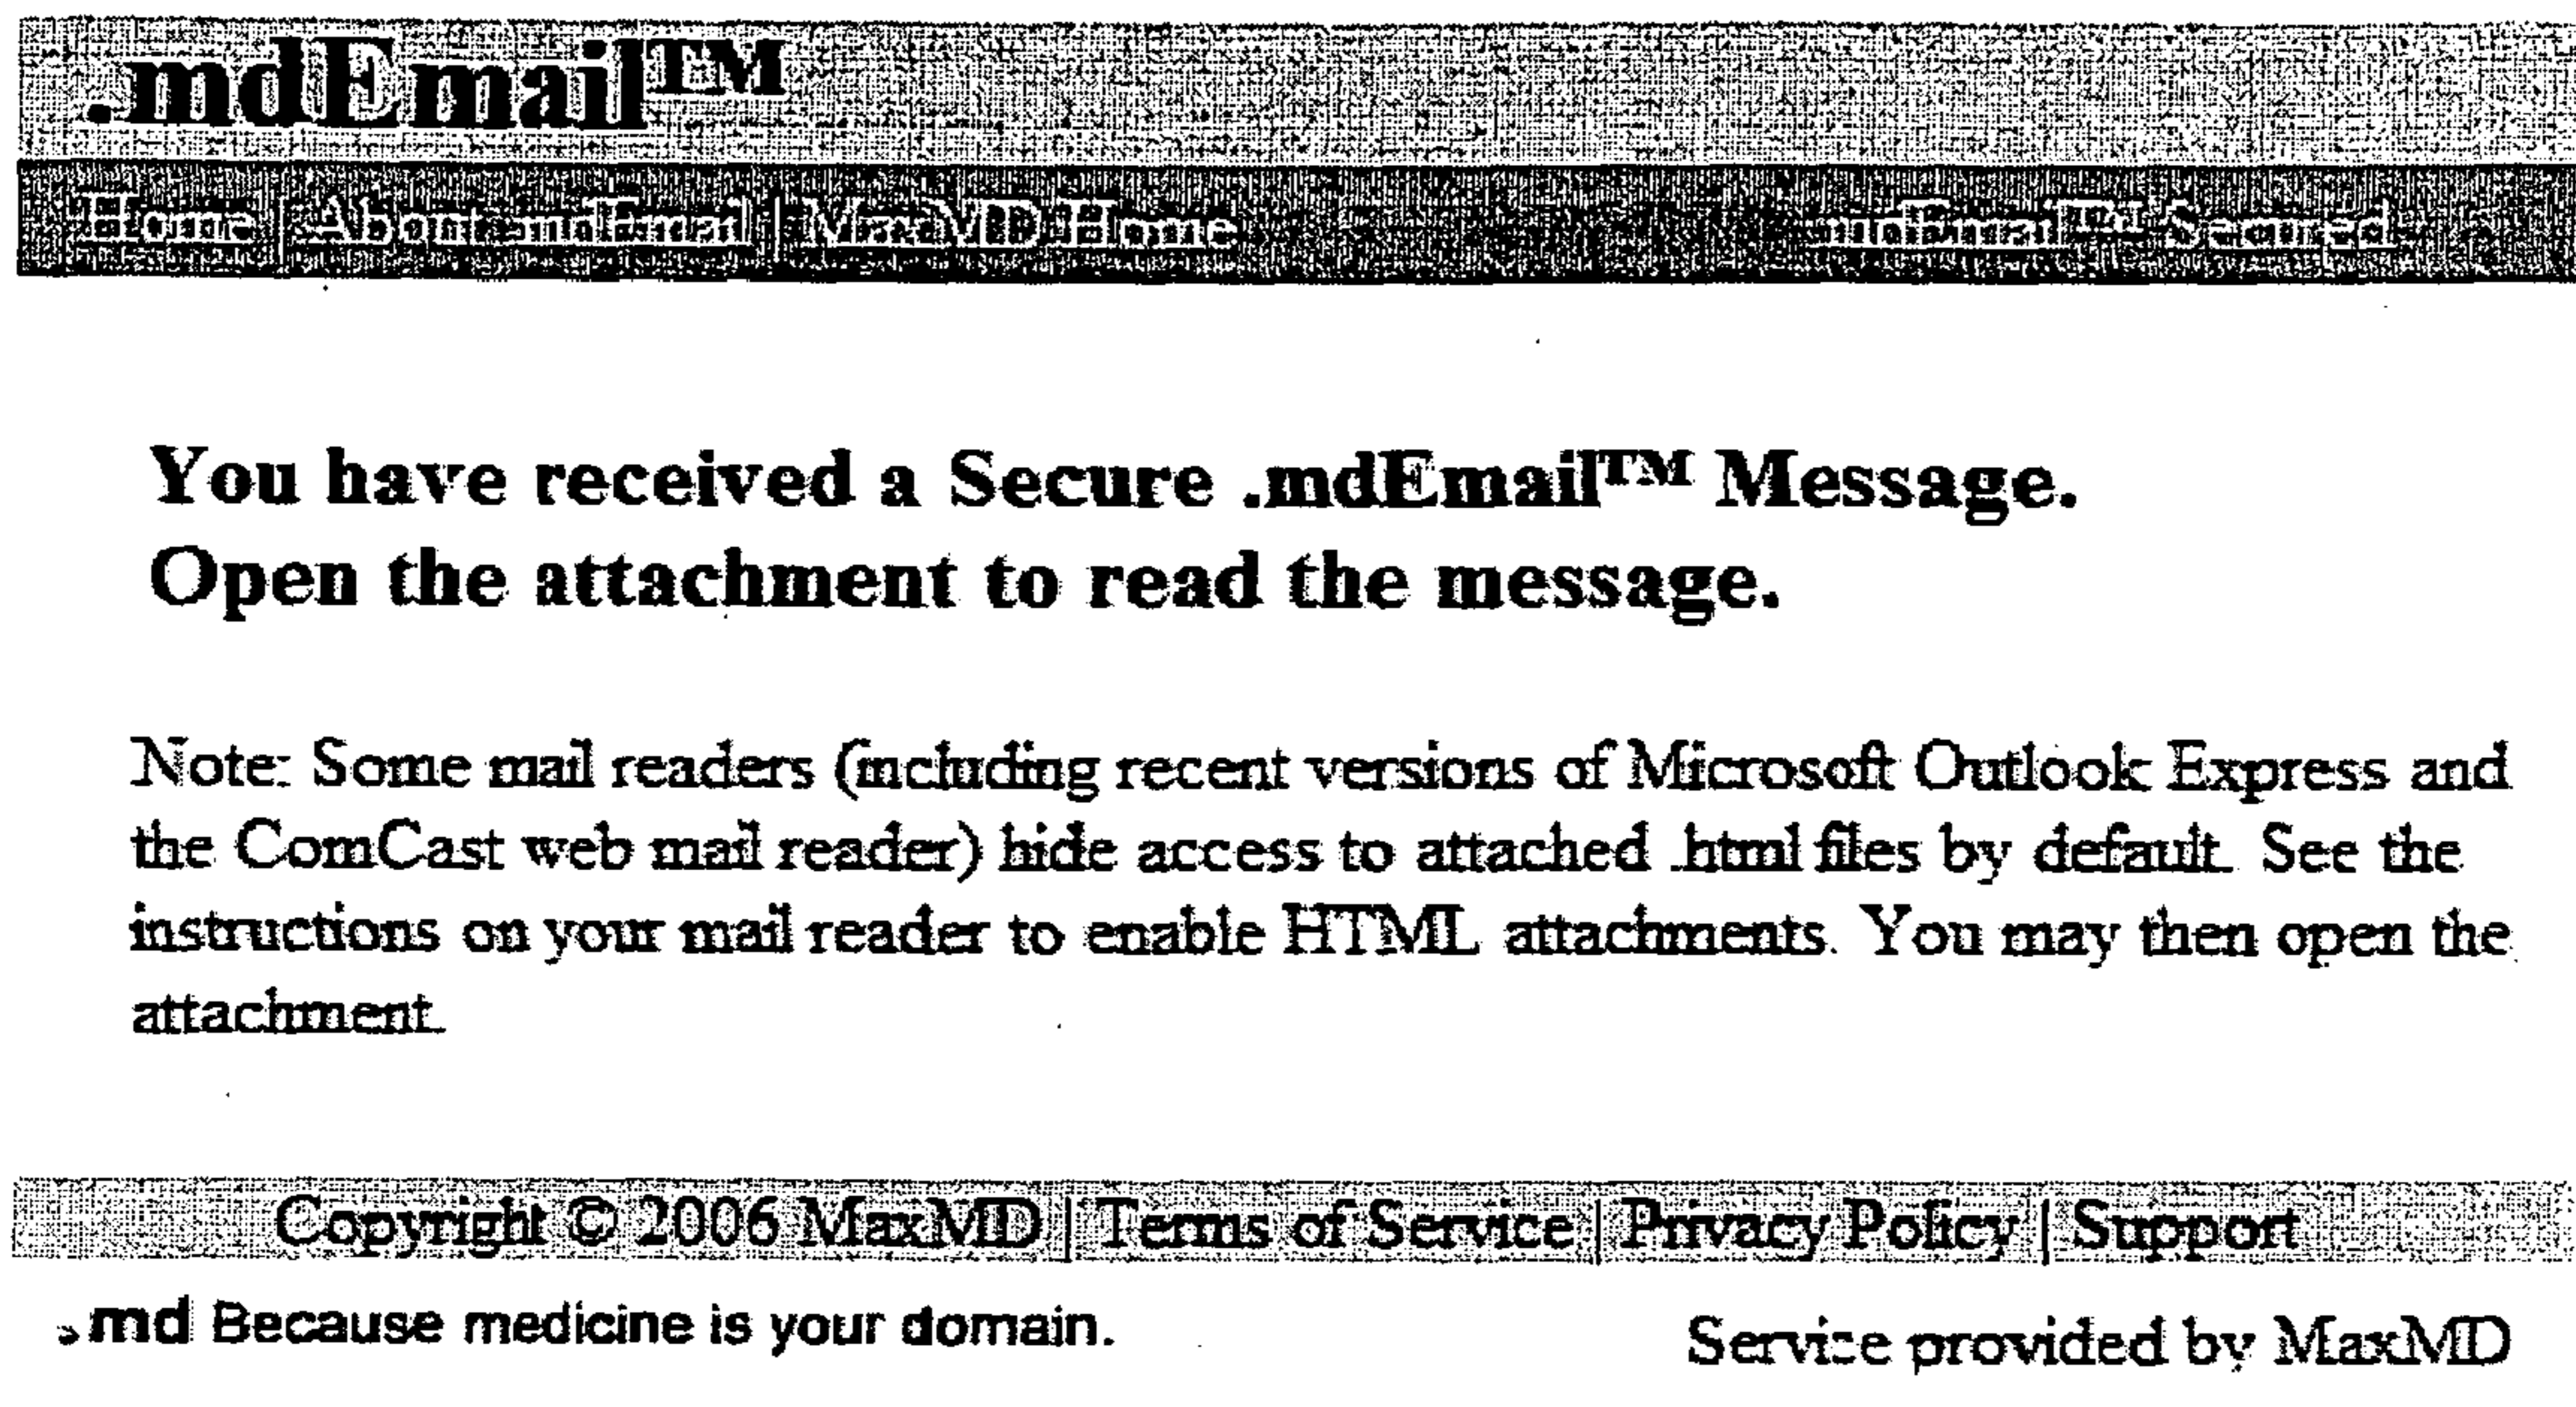 .mdEmail™
Home | About .mdEmail | MaxMD Home .mdEmail™ Secured
You have received a Secure .mdEmail™ Message.
Open the attachment to read the message.
Note: Some mail readers (including recent versions of Microsoft Outlook Express and
the ComCast web mail reader) hide access to attached .html files by default. See the
instructions on your mail reader to enable HTML attachments. You may then open the
attachment.
Copyright © 2006 MaxMD | Terms of Service | Privacy Policy | Support
.md Because medicine is your domain.
Service provided by MaxMD